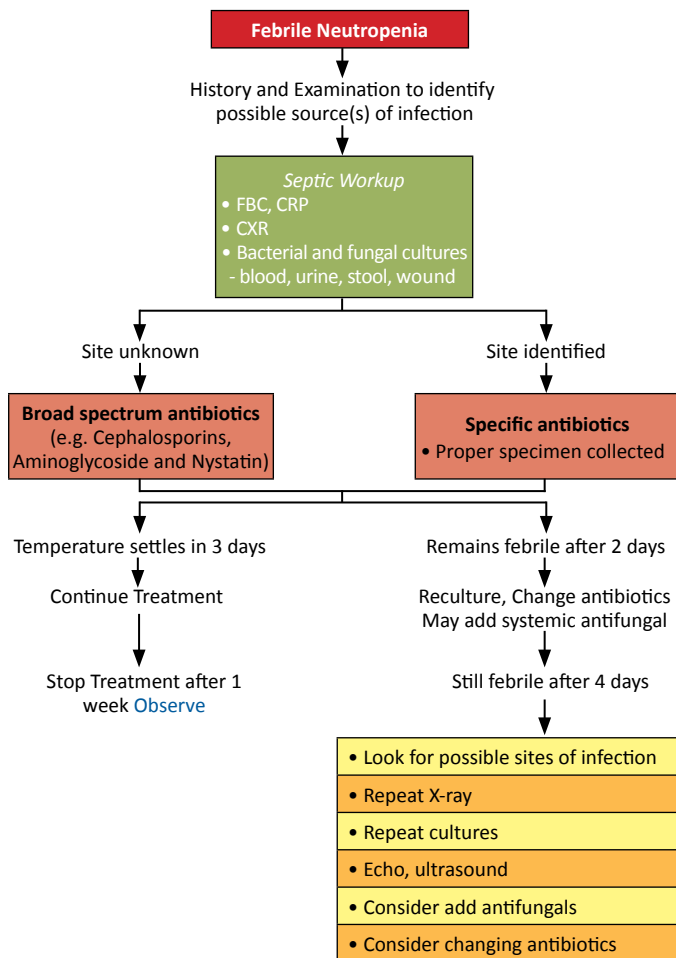 Febrile Neutropenia
History and Examination to identify
possible source(s) of infection
Septic Workup
• FBC, CRP
• CXR
• Bacterial and fungal cultures
- blood, urine, stool, wound
Site unknown
Site identified
Broad spectrum antibiotics
(e.g. Cephalosporins,
Aminoglycoside and Nystatin)
Specific antibiotics
• Proper specimen collected
Temperature settles in 3 days
Remains febrile after 2 days
Continue Treatment
Reculture, Change antibiotics
May add systemic antifungal
Stop Treatment after 1
week Observe
Still febrile after 4 days
• Look for possible sites of infection
• Repeat X-ray
• Repeat cultures
• Echo, ultrasound
• Consider add antifungals
• Consider changing antibiotics